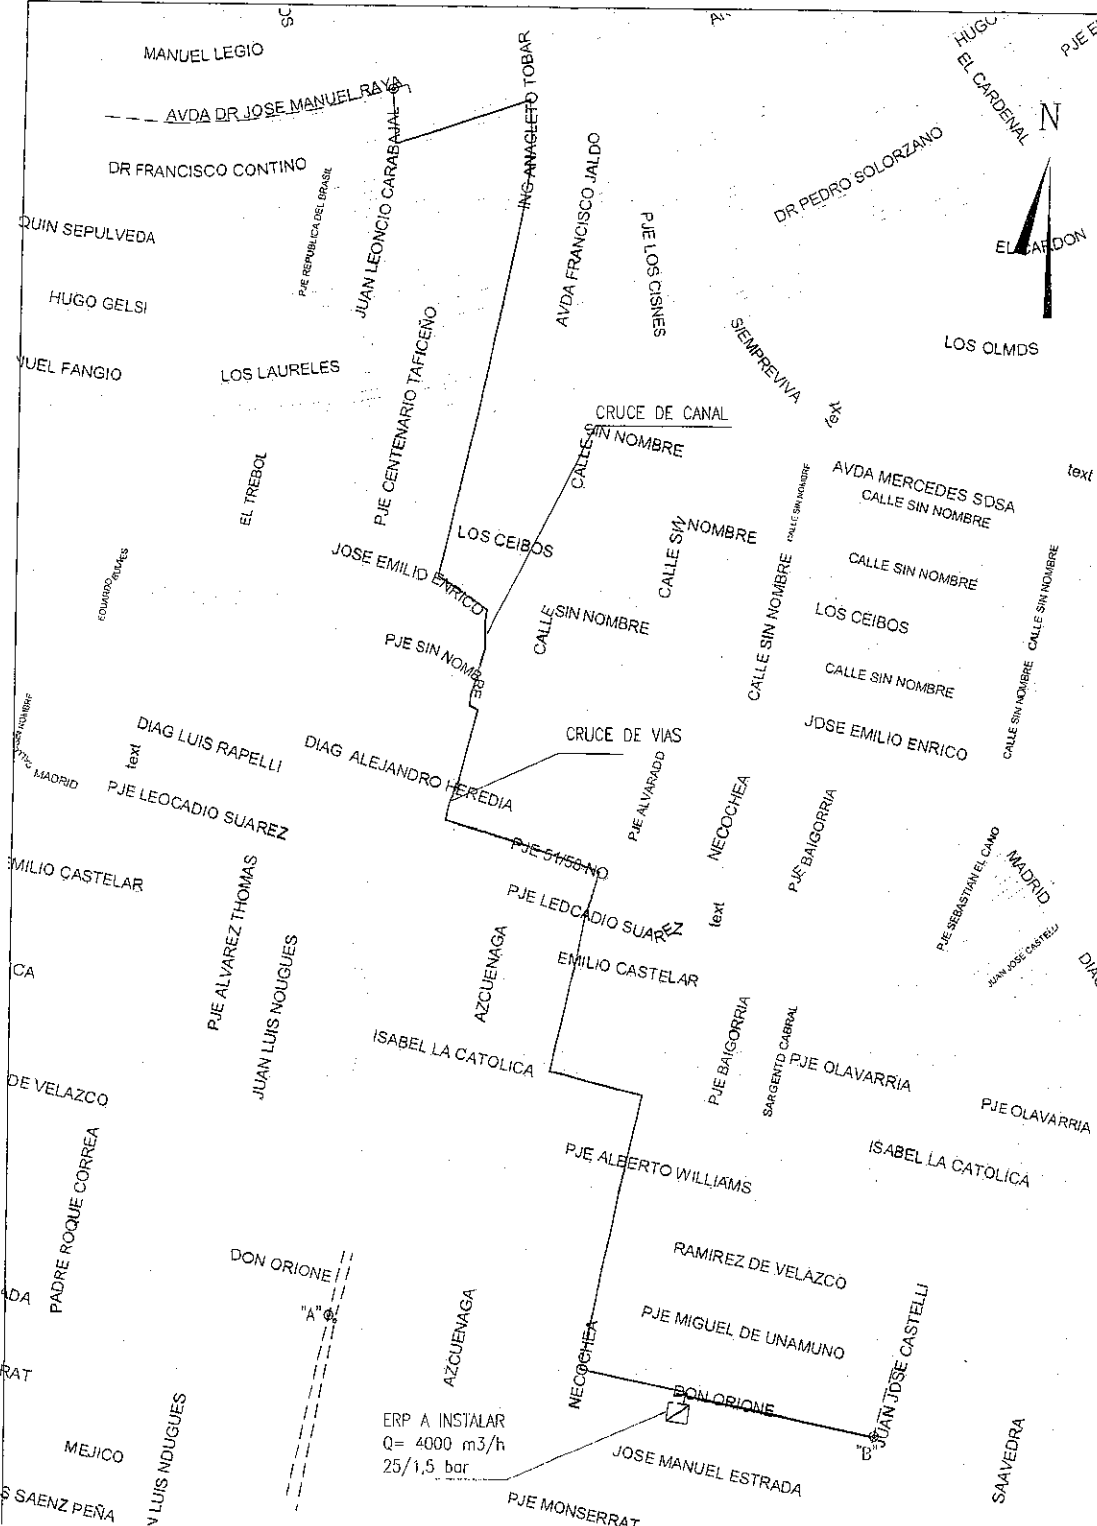 MANUEL LEGIO
AVDA DR JOSE MANUEL RAYA
DR FRANCISCO CONTINO
QUIN SEPULVEDA
HUGO GELSI
NUEL FANGIO
LOS LAURELES
PJE REPUBLICA DEL BRASIL
JUAN LEONCIO CARABAJAL
ING ANACLETO TOBAR
AVDA FRANCISCO JALDO
PJE LOS CISNES
DR PEDRO SOLORZANO
HUGO
EL CARDENAL
PJE E
N
EL CARDON
LOS OLMOS
SIEMPREVIVA
text
PJE CENTENARIO TAFICEÑO
EL TREBOL
CRUCE DE CANAL
CALLE SIN NOMBRE
LOS CEIBOS
JOSE EMILIO ENRICO
CALLE SIN NOMBRE
CALLE SIN NOMBRE
AVDA MERCEDES SOSA
text
CALLE SIN NOMBRE
CALLE SIN NOMBRE
CALLE SIN NOMBRE
LOS CEIBOS
CALLE SIN NOMBRE
CALLE SIN NOMBRE
CALLE SIN NOMBRE
CALLE SIN NOMBRE
JOSE EMILIO ENRICO
PJE SIN NOMBRE
CALLE SIN NOMBRE
CRUCE DE VIAS
DIAG LUIS RAPELLI
text
DIAG ALEJANDRO HEREDIA
MADRID
PJE LEOCADIO SUAREZ
EMILIO CASTELAR
PJE ALVARADO
NECOCHEA
PJE BAIGORRIA
PJE 51/58 NO
PJE LEOCADIO SUAREZ
text
EMILIO CASTELAR
PJE SEBASTIAN EL CANO
MADRID
JUAN JOSE CASTELLI
DIAG
CA
PJE ALVAREZ THOMAS
JUAN LUIS NOUGUES
AZCUENAGA
ISABEL LA CATOLICA
PJE BAIGORRIA
SARGENTO CABRAL
PJE OLAVARRIA
PJE OLAVARRIA
DE VELAZCO
PADRE ROQUE CORREA
PJE ALBERTO WILLIAMS
ISABEL LA CATOLICA
RAMIREZ DE VELAZCO
DON ORIONE
"A"
ADA
AZCUENAGA
PJE MIGUEL DE UNAMUNO
JUAN JOSE CASTELLI
RAT
NECOCHEA
DON ORIONE
"B"
ERP A INSTALAR
Q= 4000 m3/h
25/1,5 bar
JOSE MANUEL ESTRADA
SAAVEDRA
MEJICO
N LUIS NOUGUES
S SAENZ PEÑA
PJE MONSERRAT